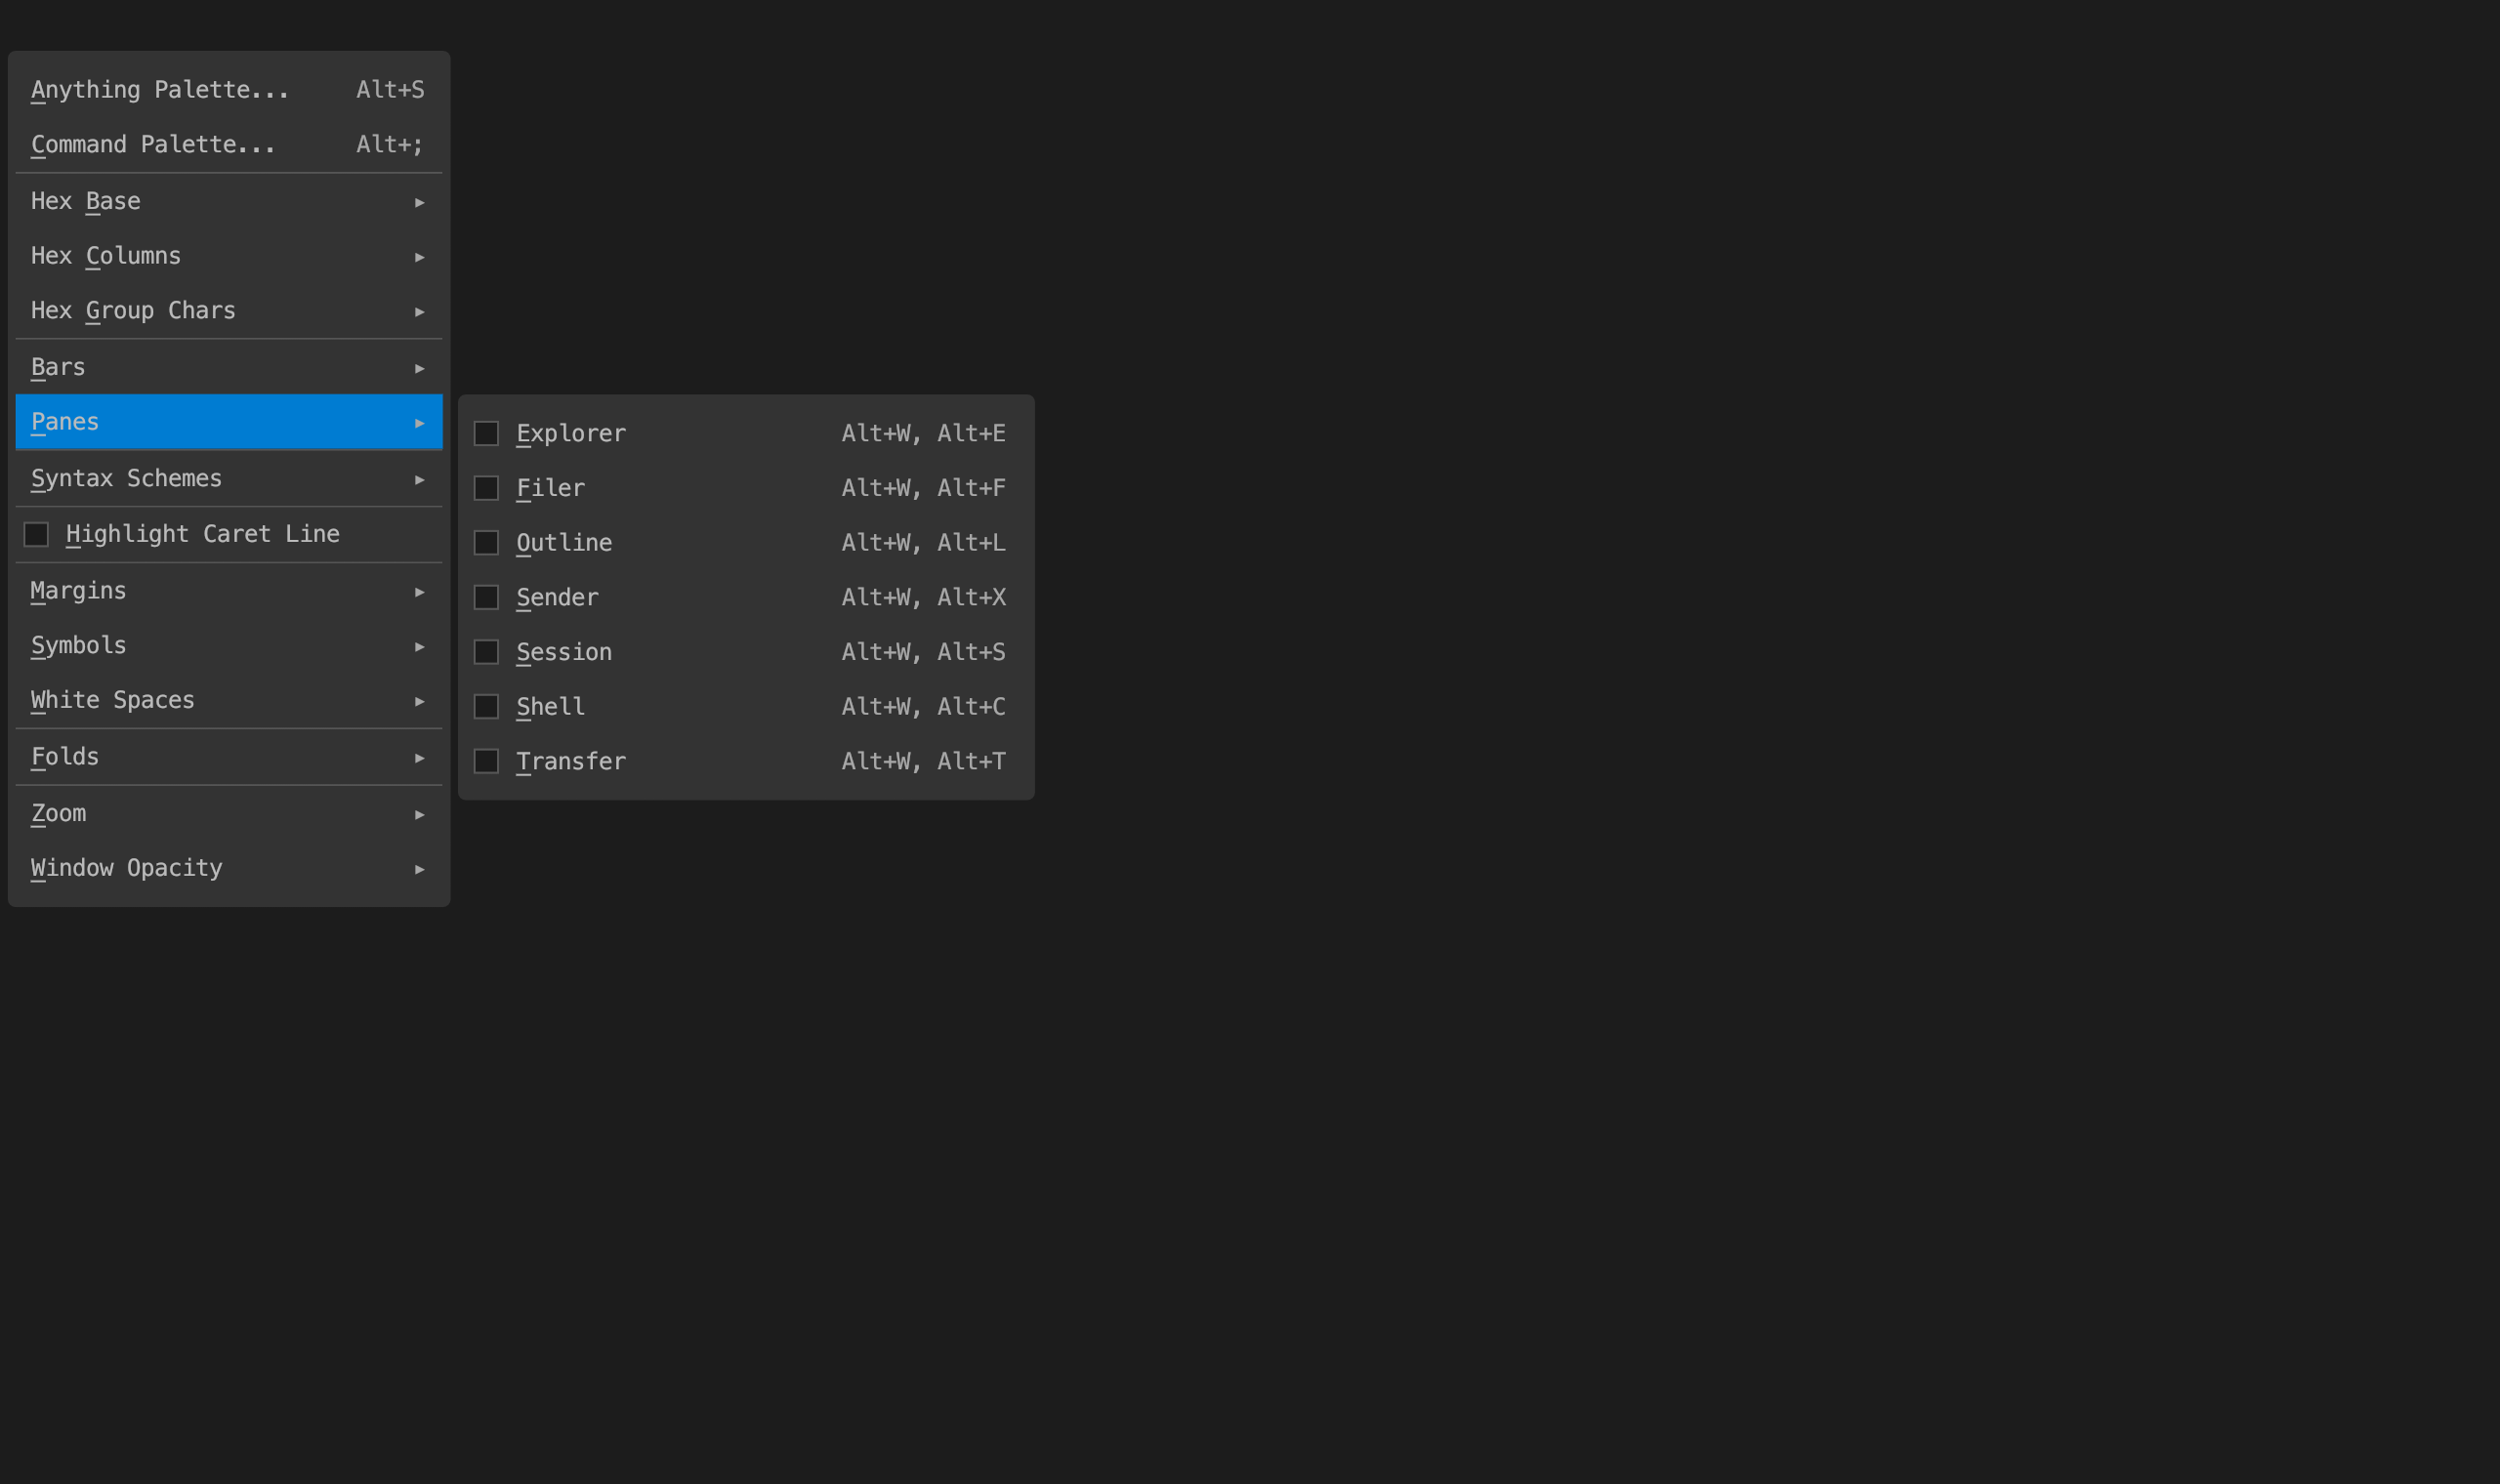 Anything Palette... Alt+S
Command Palette... Alt+;
Hex Base
Hex Columns
Hex Group Chars
Bars
Panes
Syntax Schemes
Highlight Caret Line
Margins
Symbols
White Spaces
Folds
Zoom
Window Opacity
Explorer Alt+W, Alt+E
Filer Alt+W, Alt+F
Outline Alt+W, Alt+L
Sender Alt+W, Alt+X
Session Alt+W, Alt+S
Shell Alt+W, Alt+C
Transfer Alt+W, Alt+T